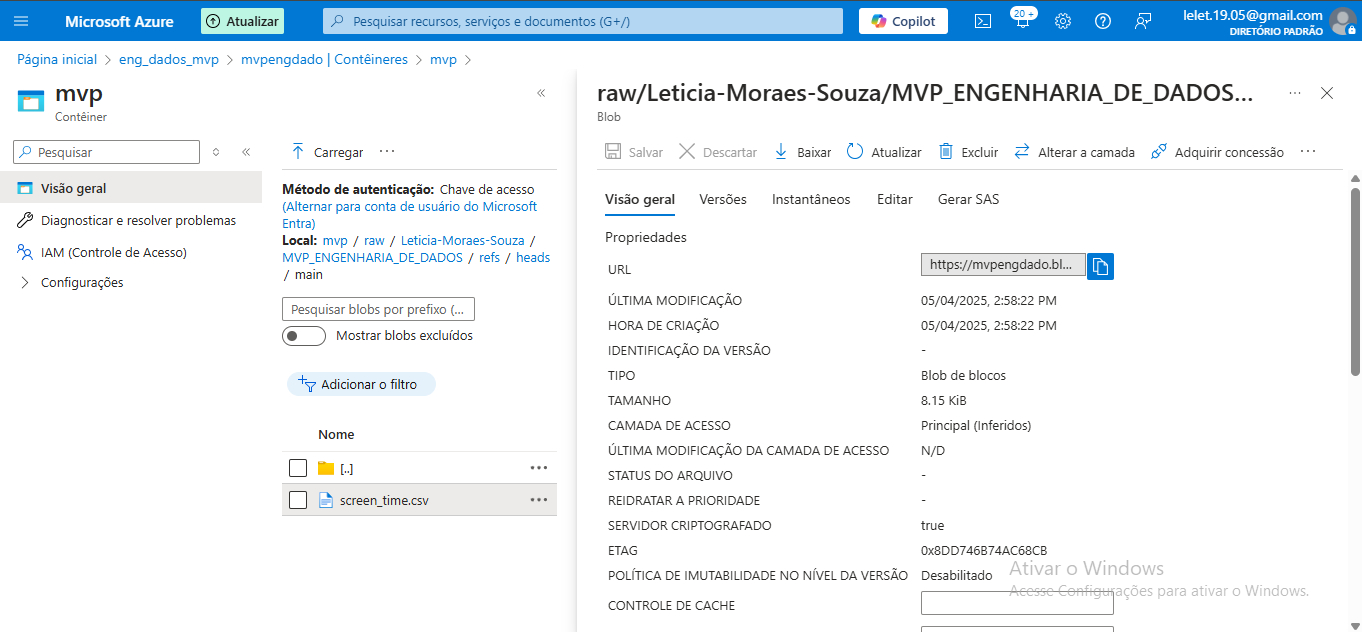 Microsoft Azure
Atualizar
Pesquisar recursos, serviços e documentos (G+/)
Copilot
20 +
lelet.19.05@gmail.com
DIRETÓRIO PADRÃO
Página inicial > eng_dados_mvp > mvpengdado | Contêineres > mvp >
mvp
Contêiner
Pesquisar
Visão geral
Diagnosticar e resolver problemas
IAM (Controle de Acesso)
Configurações
Carregar
Método de autenticação: Chave de acesso
(Alternar para conta de usuário do Microsoft
Entra)
Local: mvp / raw / Leticia-Moraes-Souza /
MVP_ENGENHARIA_DE_DADOS / refs / heads
/ main
Pesquisar blobs por prefixo (...
Mostrar blobs excluídos
Adicionar o filtro
Nome
[..]
screen_time.csv
raw/Leticia-Moraes-Souza/MVP_ENGENHARIA_DE_DADOS...
Blob
Salvar
Descartar
Baixar
Atualizar
Excluir
Alterar a camada
Adquirir concessão
Visão geral
Versões
Instantâneos
Editar
Gerar SAS
Propriedades
URL https://mvpengdado.bl...
ÚLTIMA MODIFICAÇÃO 05/04/2025, 2:58:22 PM
HORA DE CRIAÇÃO 05/04/2025, 2:58:22 PM
IDENTIFICAÇÃO DA VERSÃO -
TIPO Blob de blocos
TAMANHO 8.15 KiB
CAMADA DE ACESSO Principal (Inferidos)
ÚLTIMA MODIFICAÇÃO DA CAMADA DE ACESSO N/D
STATUS DO ARQUIVO -
REIDRATAR A PRIORIDADE -
SERVIDOR CRIPTOGRAFADO true
ETAG 0x8DD746B74AC68CB
POLÍTICA DE IMUTABILIDADE NO NÍVEL DA VERSÃO Desabilitado
CONTROLE DE CACHE
Ativar o Windows
Acesse Configurações para ativar o Windows.